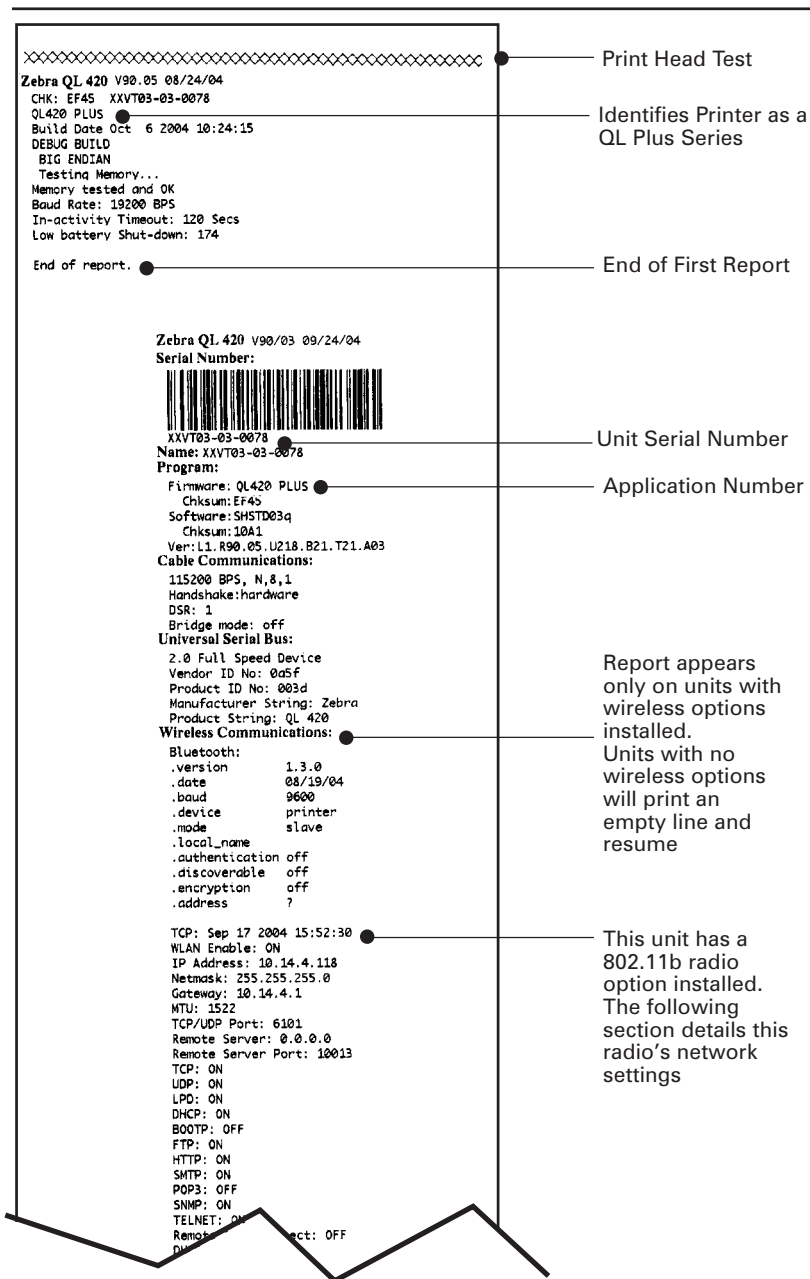 Print Head Test
Zebra QL 420 V90.05 08/24/04
CHK: EF45 XXVT03-03-0078
QL420 PLUS
Identifies Printer as a
QL Plus Series
Build Date Oct 6 2004 10:24:15
DEBUG BUILD
BIG ENDIAN
Testing Memory...
Memory tested and OK
Baud Rate: 19200 BPS
In-activity Timeout: 120 Secs
Low battery Shut-down: 174
End of report.
End of First Report
Zebra QL 420 V90/03 09/24/04
Serial Number:
XXVT03-03-0078
Unit Serial Number
Name: XXVT03-03-0078
Program:
Firmware: QL420 PLUS
Application Number
Chksum:EF45
Software:SHSTD03q
Chksum:10A1
Ver:L1.R90.05.U218.B21.T21.A03
Cable Communications:
115200 BPS, N,8,1
Handshake:hardware
DSR: 1
Bridge mode: off
Universal Serial Bus:
2.0 Full Speed Device
Vendor ID No: 0a5f
Product ID No: 003d
Manufacturer String: Zebra
Product String: QL 420
Wireless Communications:
Report appears
only on units with
wireless options
installed.
Units with no
wireless options
will print an
empty line and
resume
Bluetooth:
.version 1.3.0
.date 08/19/04
.baud 9600
.device printer
.mode slave
.local_name
.authentication off
.discoverable off
.encryption off
.address ?
TCP: Sep 17 2004 15:52:30
This unit has a
802.11b radio
option installed.
The following
section details this
radio's network
settings
WLAN Enable: ON
IP Address: 10.14.4.118
Netmask: 255.255.255.0
Gateway: 10.14.4.1
MTU: 1522
TCP/UDP Port: 6101
Remote Server: 0.0.0.0
Remote Server Port: 10013
TCP: ON
UDP: ON
LPD: ON
DHCP: ON
BOOTP: OFF
FTP: ON
HTTP: ON
SMTP: ON
POP3: OFF
SNMP: ON
TELNET: ON
OFF